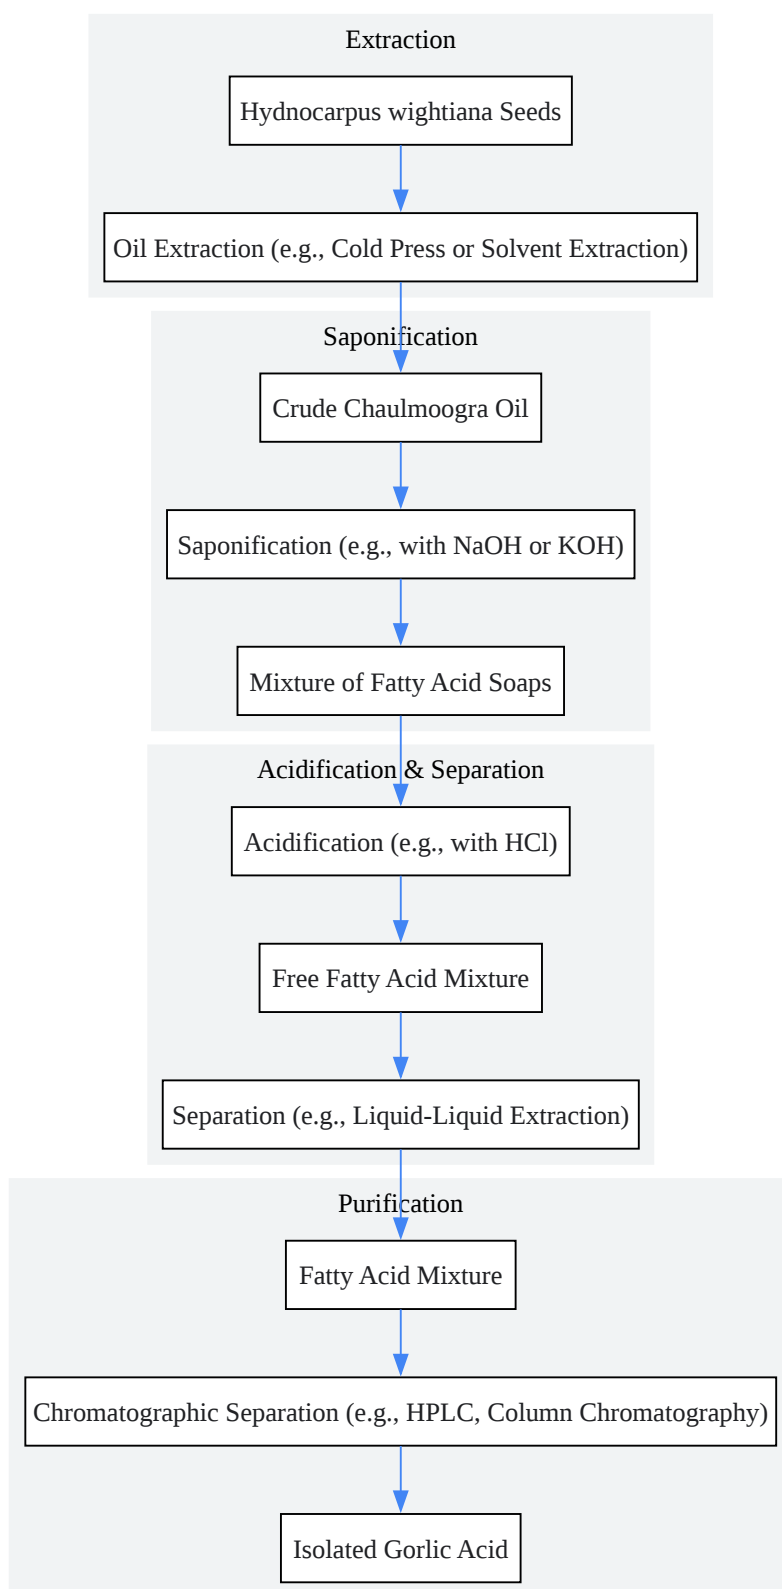 Extraction
Hydnocarpus wightiana Seeds
Oil Extraction (e.g., Cold Press or Solvent Extraction)
Saponification
Crude Chaulmoogra Oil
Saponification (e.g., with NaOH or KOH)
Mixture of Fatty Acid Soaps
Acidification & Separation
Acidification (e.g., with HCl)
Free Fatty Acid Mixture
Separation (e.g., Liquid-Liquid Extraction)
Purification
Fatty Acid Mixture
Chromatographic Separation (e.g., HPLC, Column Chromatography)
Isolated Gorlic Acid